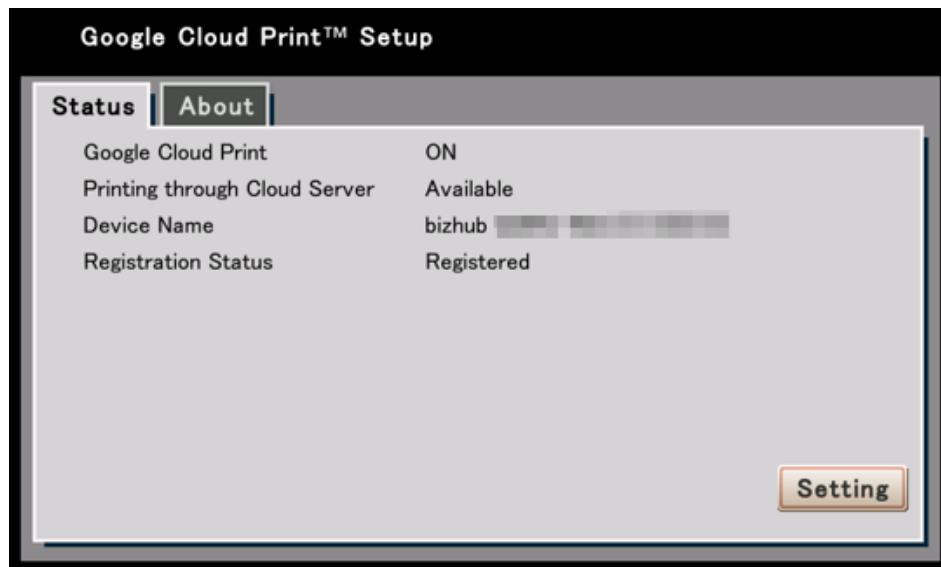 Google Cloud Print™ Setup
Status About
Google Cloud Print ON
Printing through Cloud Server Available
Device Name bizhub
Registration Status Registered
Setting